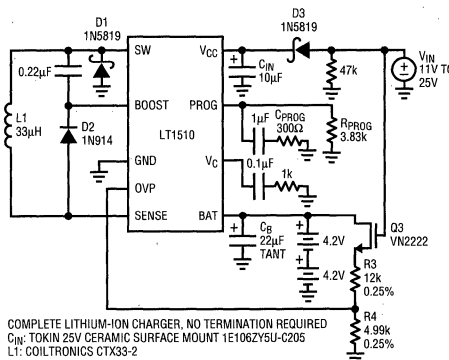 D1
1N5819
D3
1N5819
SW
VCC
CIN
10µF
47k
VIN
11V TO
25V
0.22µF
L1
33µH
BOOST
PROG
LT1510
D2
1N914
1µF
CPROG
300Ω
RPROG
3.83k
GND
VC
0.1µF
1k
OVP
SENSE
BAT
CB
22µF
TANT
4.2V
4.2V
Q3
VN2222
R3
12k
0.25%
R4
4.99k
0.25%
COMPLETE LITHIUM-ION CHARGER, NO TERMINATION REQUIRED
CIN: TOKIN 25V CERAMIC SURFACE MOUNT 1E106ZY5U-C205
L1: COILTRONICS CTX33-2